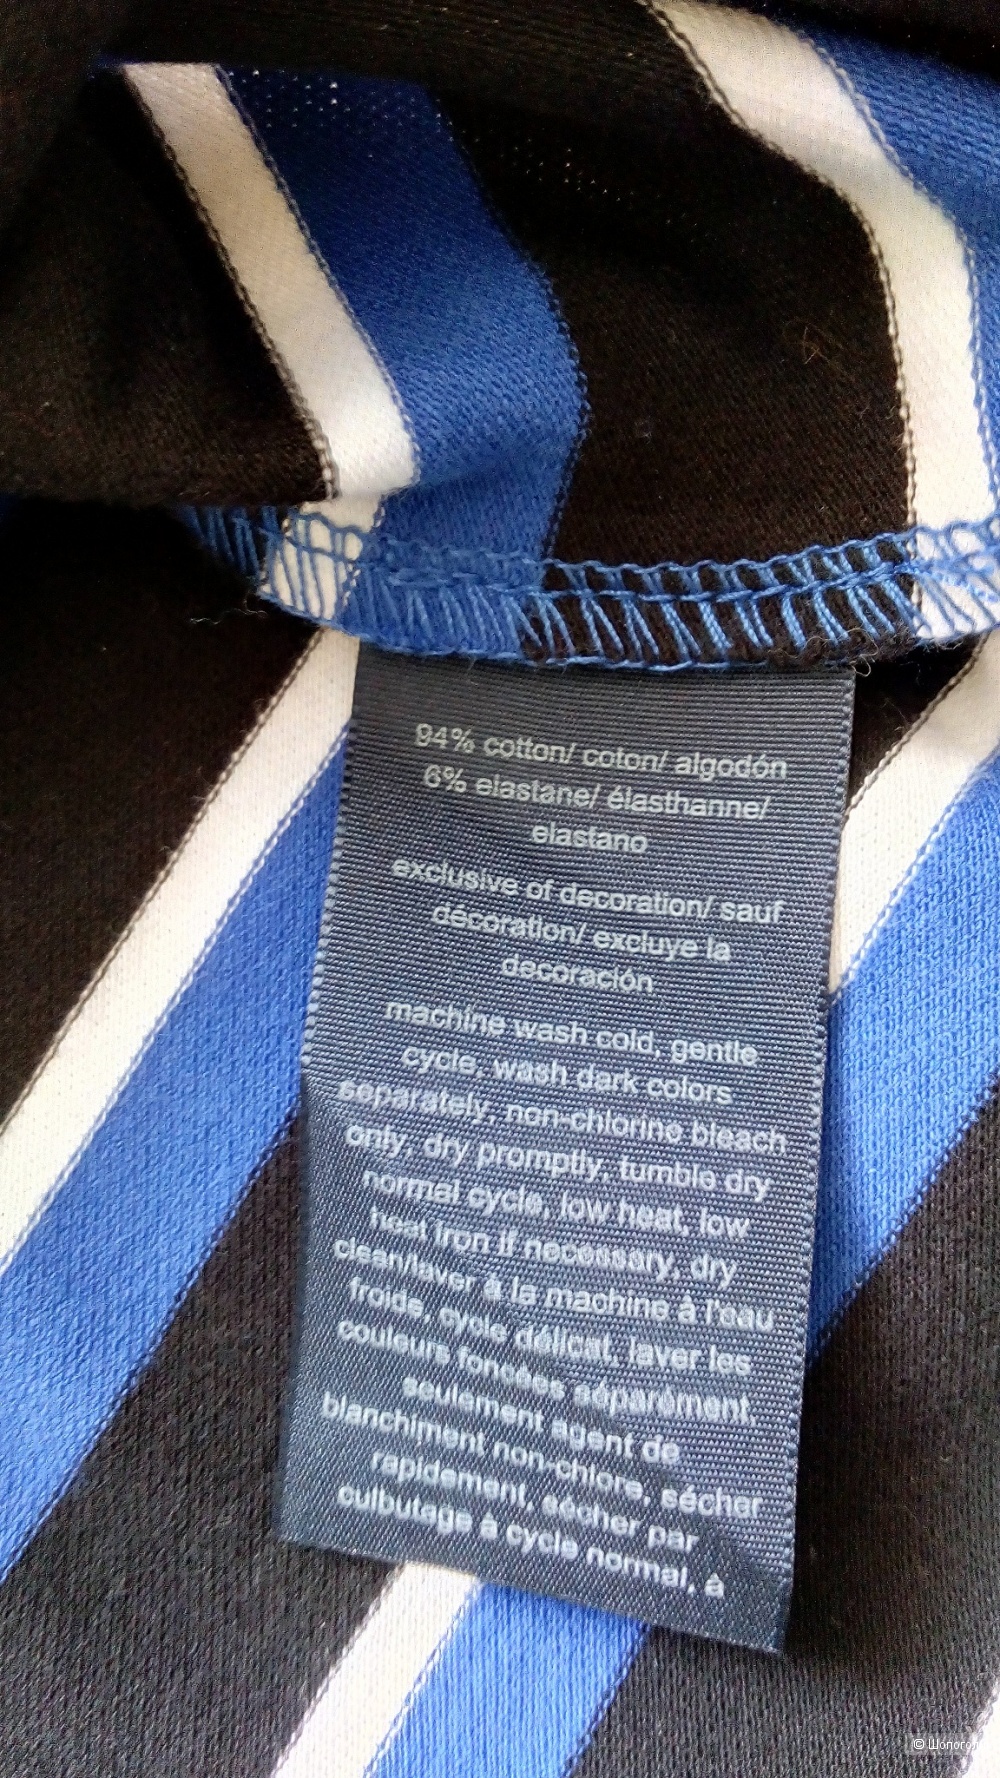 94% cotton/ coton/ algodón
6% elastane/ élasthanne/
elastano
exclusive of decoration/ sauf
décoration/ excluye la
decoración
machine wash cold, gentle
cycle, wash dark colors
separately, non-chlorine bleach
only, dry promptly, tumble dry
normal cycle, low heat, low
heat iron if necessary, dry
clean/laver à la machine à l'eau
froide, cycle délicat, laver les
couleurs foncées séparément,
seulement agent de
blanchiment non-chlore, sécher
rapidement, sécher par
culbutage à cycle normal, à
© Шопого